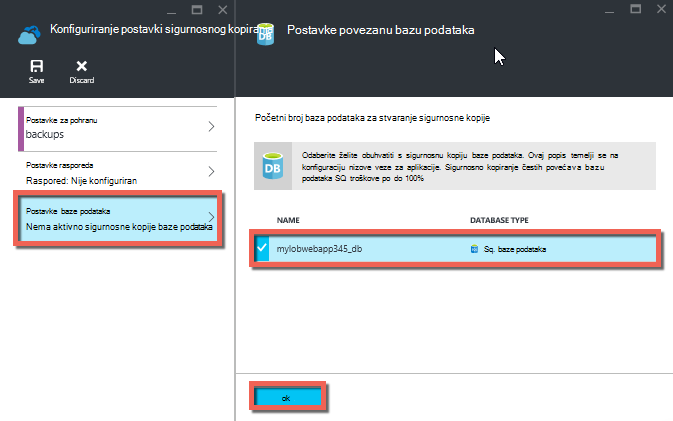 Konfiguriranje postavki sigurnosnog kopiranja
Save
Discard
Postavke za pohranu
backups
Postavke rasporeda
Raspored: Nije konfiguriran
Postavke baze podataka
Nema aktivno sigurnosne kopije baze podataka
DB
Postavke povezanu bazu podataka
Početni broj baza podataka za stvaranje sigurnosne kopije
DB
Odaberite želite obuhvatiti s sigurnosnu kopiju baze podataka. Ovaj popis temelji se na
konfiguraciju nizove veze za aplikacije. Sigurnosno kopiranje čestih povećava bazu
podataka SQ troškove po do 100%
NAME
DATABASE TYPE
mylobwebapp345_db
Sq. baze podataka
ok